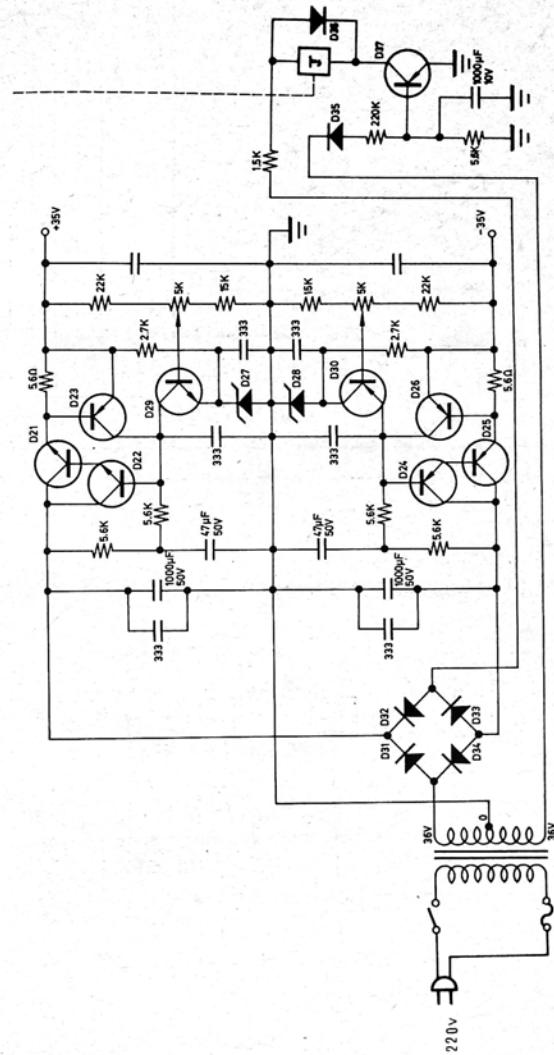 D36
J
D37
1000µF
10V
D35
220K
5.6K
1.5K
+35V
-35V
22K
5K
15K
15K
5K
22K
2.7K
333
333
2.7K
5.6Ω
D23
D29
D27
D28
D30
D26
5.6Ω
D21
D22
333
333
D24
D25
5.6K
5.6K
47µF
50V
47µF
50V
5.6K
5.6K
1000µF
50V
333
1000µF
50V
333
D31
D32
D33
D34
36V
0
36V
220v